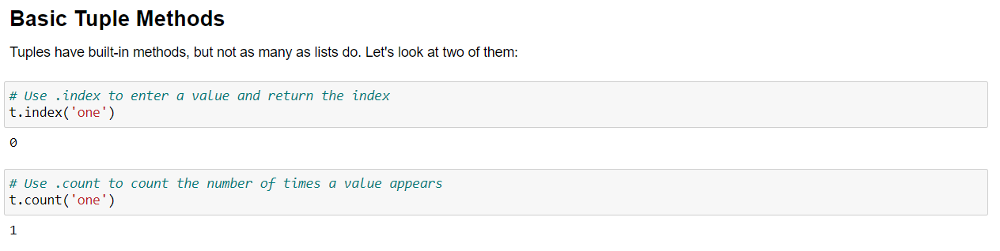 Basic Tuple Methods
Tuples have built-in methods, but not as many as lists do. Let's look at two of them:
# Use .index to enter a value and return the index
t.index('one')
0
# Use .count to count the number of times a value appears
t.count('one')
1